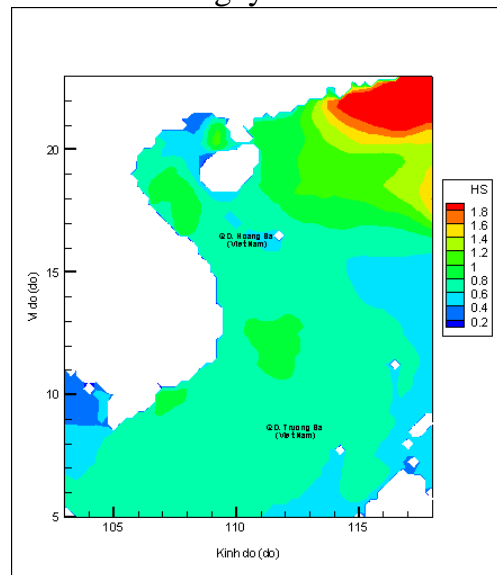 HS
1.8
1.6
1.4
1.2
1
0.8
0.6
0.4
0.2
20
15
10
5
Vi do (do)
QD. Hoang Sa
(Viet Nam)
QD. Truong Sa
(Viet Nam)
105
110
115
Kinh do (do)